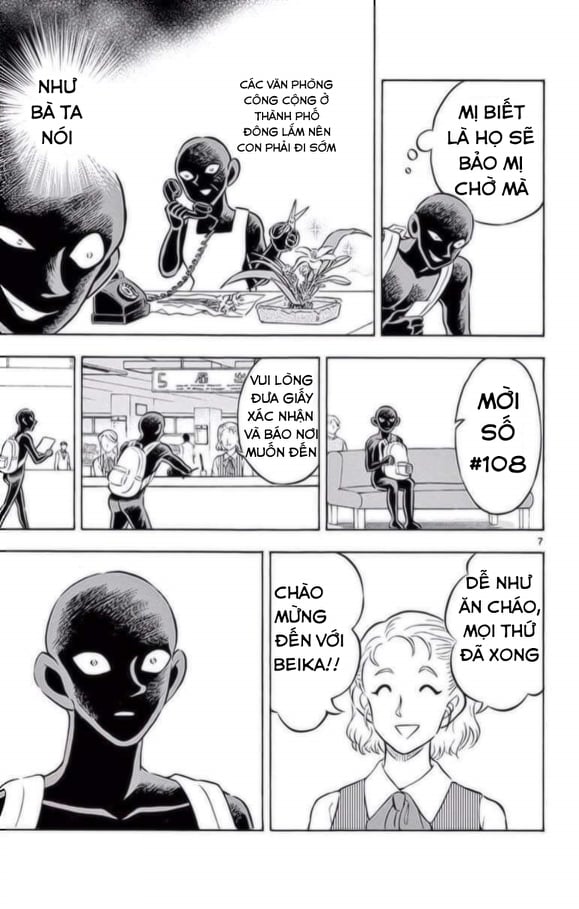 MỊ BIẾT
LÀ HỌ SẼ
BẢO MỊ
CHỜ MÀ
CÁC VĂN PHÒNG
CÔNG CỘNG Ở
THÀNH PHỐ
ĐÔNG LẮM NÊN
CON PHẢI ĐI SỚM
NHƯ
BÀ TA
NÓI
MỜI
SỐ
#108
VUI LÒNG
ĐƯA GIẤY
XÁC NHẬN
VÀ BÁO NƠI
MUỐN ĐẾN
5
7
DỄ NHƯ
ĂN CHÁO,
MỌI THỨ
ĐÃ XONG
CHÀO
MỪNG
ĐẾN VỚI
BEIKA!!